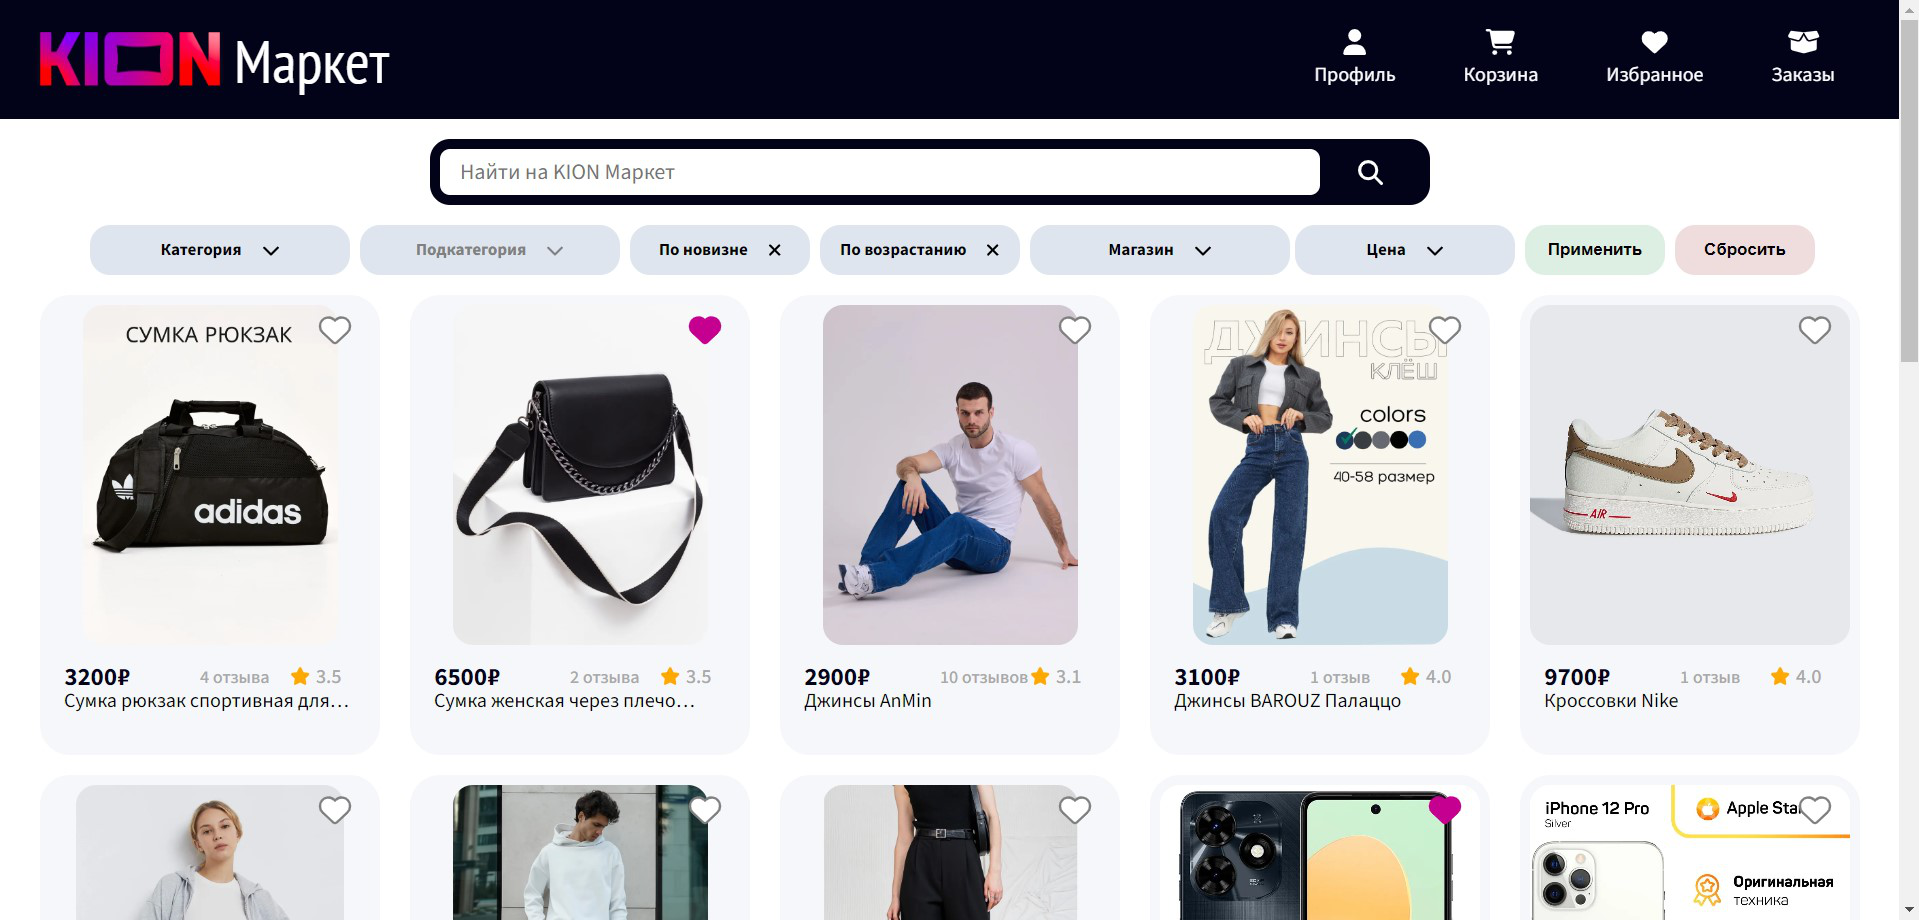 KION Маркет
Профиль
Корзина
Избранное
Заказы
Найти на KION Маркет
Категория
Подкатегория
По новизне
По возрастанию
Магазин
Цена
Применить
Сбросить
СУМКА РЮКЗАК
adidas
3200₽ 4 отзыва 3.5
Сумка рюкзак спортивная для…
6500₽ 2 отзыва 3.5
Сумка женская через плечо…
2900₽ 10 отзывов 3.1
Джинсы AnMin
ДЖИНСЫ
КЛЁШ
colors
40-58 размер
3100₽ 1 отзыв 4.0
Джинсы BAROUZ Палаццо
AIR
9700₽ 1 отзыв 4.0
Кроссовки Nike
iPhone 12 Pro
Silver
Apple Sta
Оригинальная
техника